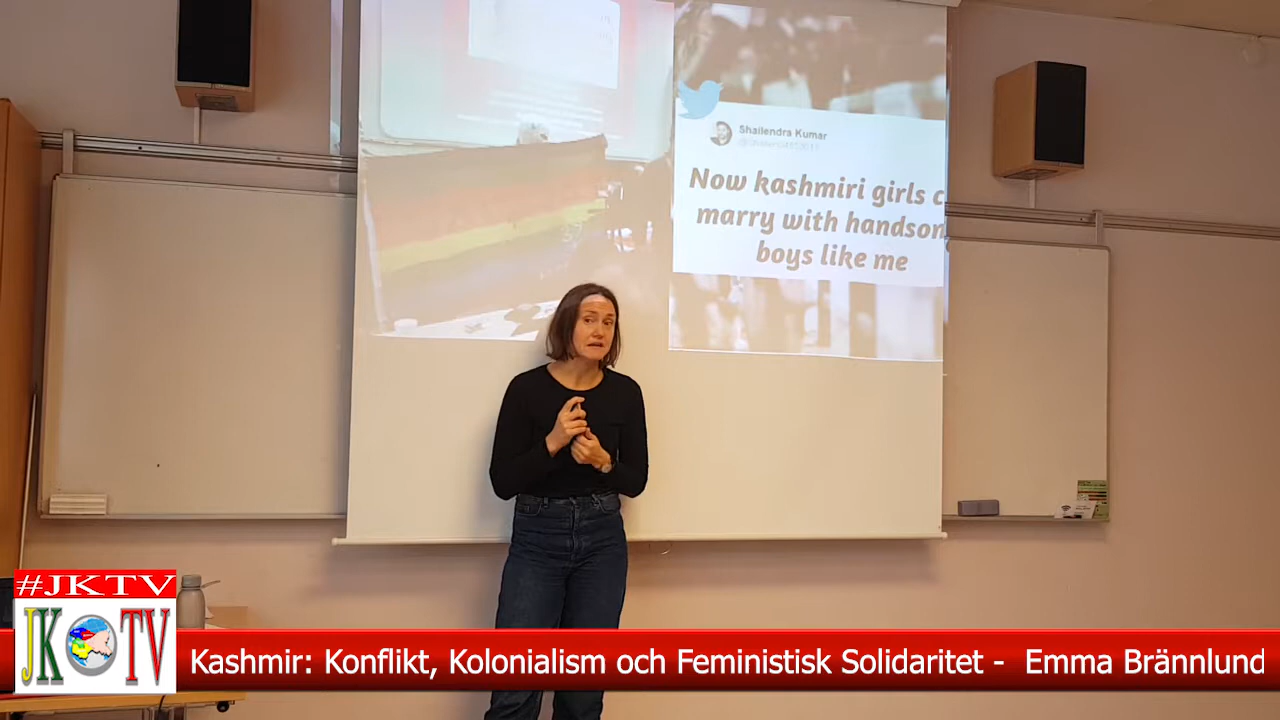 Shailendra Kumar
Now kashmiri girls c
marry with handsom
boys like me
#JKTV
JK TV
Kashmir: Konflikt, Kolonialism och Feministisk Solidaritet - Emma Brännlund